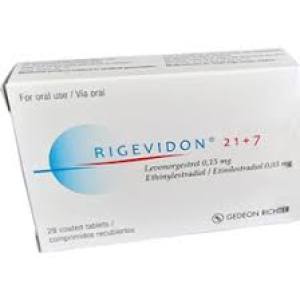 For oral use / Via oral
RIGEVIDON® 21+7
Levonorgestrel 0,15 mg
Ethinylestradiol / Etinilestradiol 0,03 mg
28 coated tablets /
comprimidos recubiertos
GEDEON RICHTER